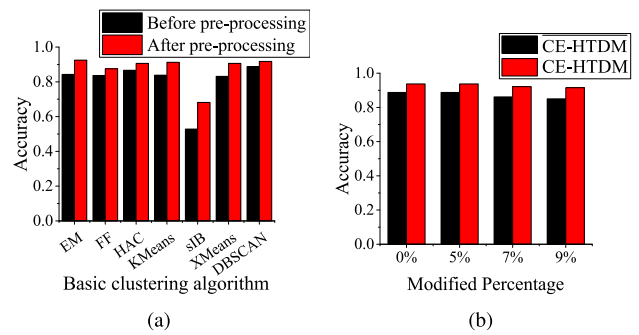 Before pre-processing
After pre-processing
1.0
0.8
0.6
0.4
0.2
0.0
Accuracy
EM
FF
HAC
KMeans
sIB
XMeans
DBSCAN
Basic clustering algorithm
(a)
CE-HTDM
CE-HTDM
1.0
0.8
0.6
0.4
0.2
0.0
Accuracy
0%
5%
7%
9%
Modified Percentage
(b)